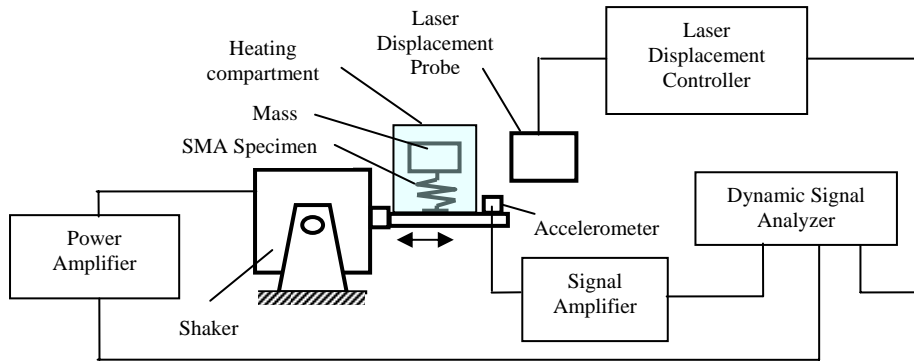 Laser
Displacement
Probe
Laser
Displacement
Controller
Heating
compartment
Mass
SMA Specimen
Dynamic Signal
Analyzer
Accelerometer
Power
Amplifier
Signal
Amplifier
Shaker